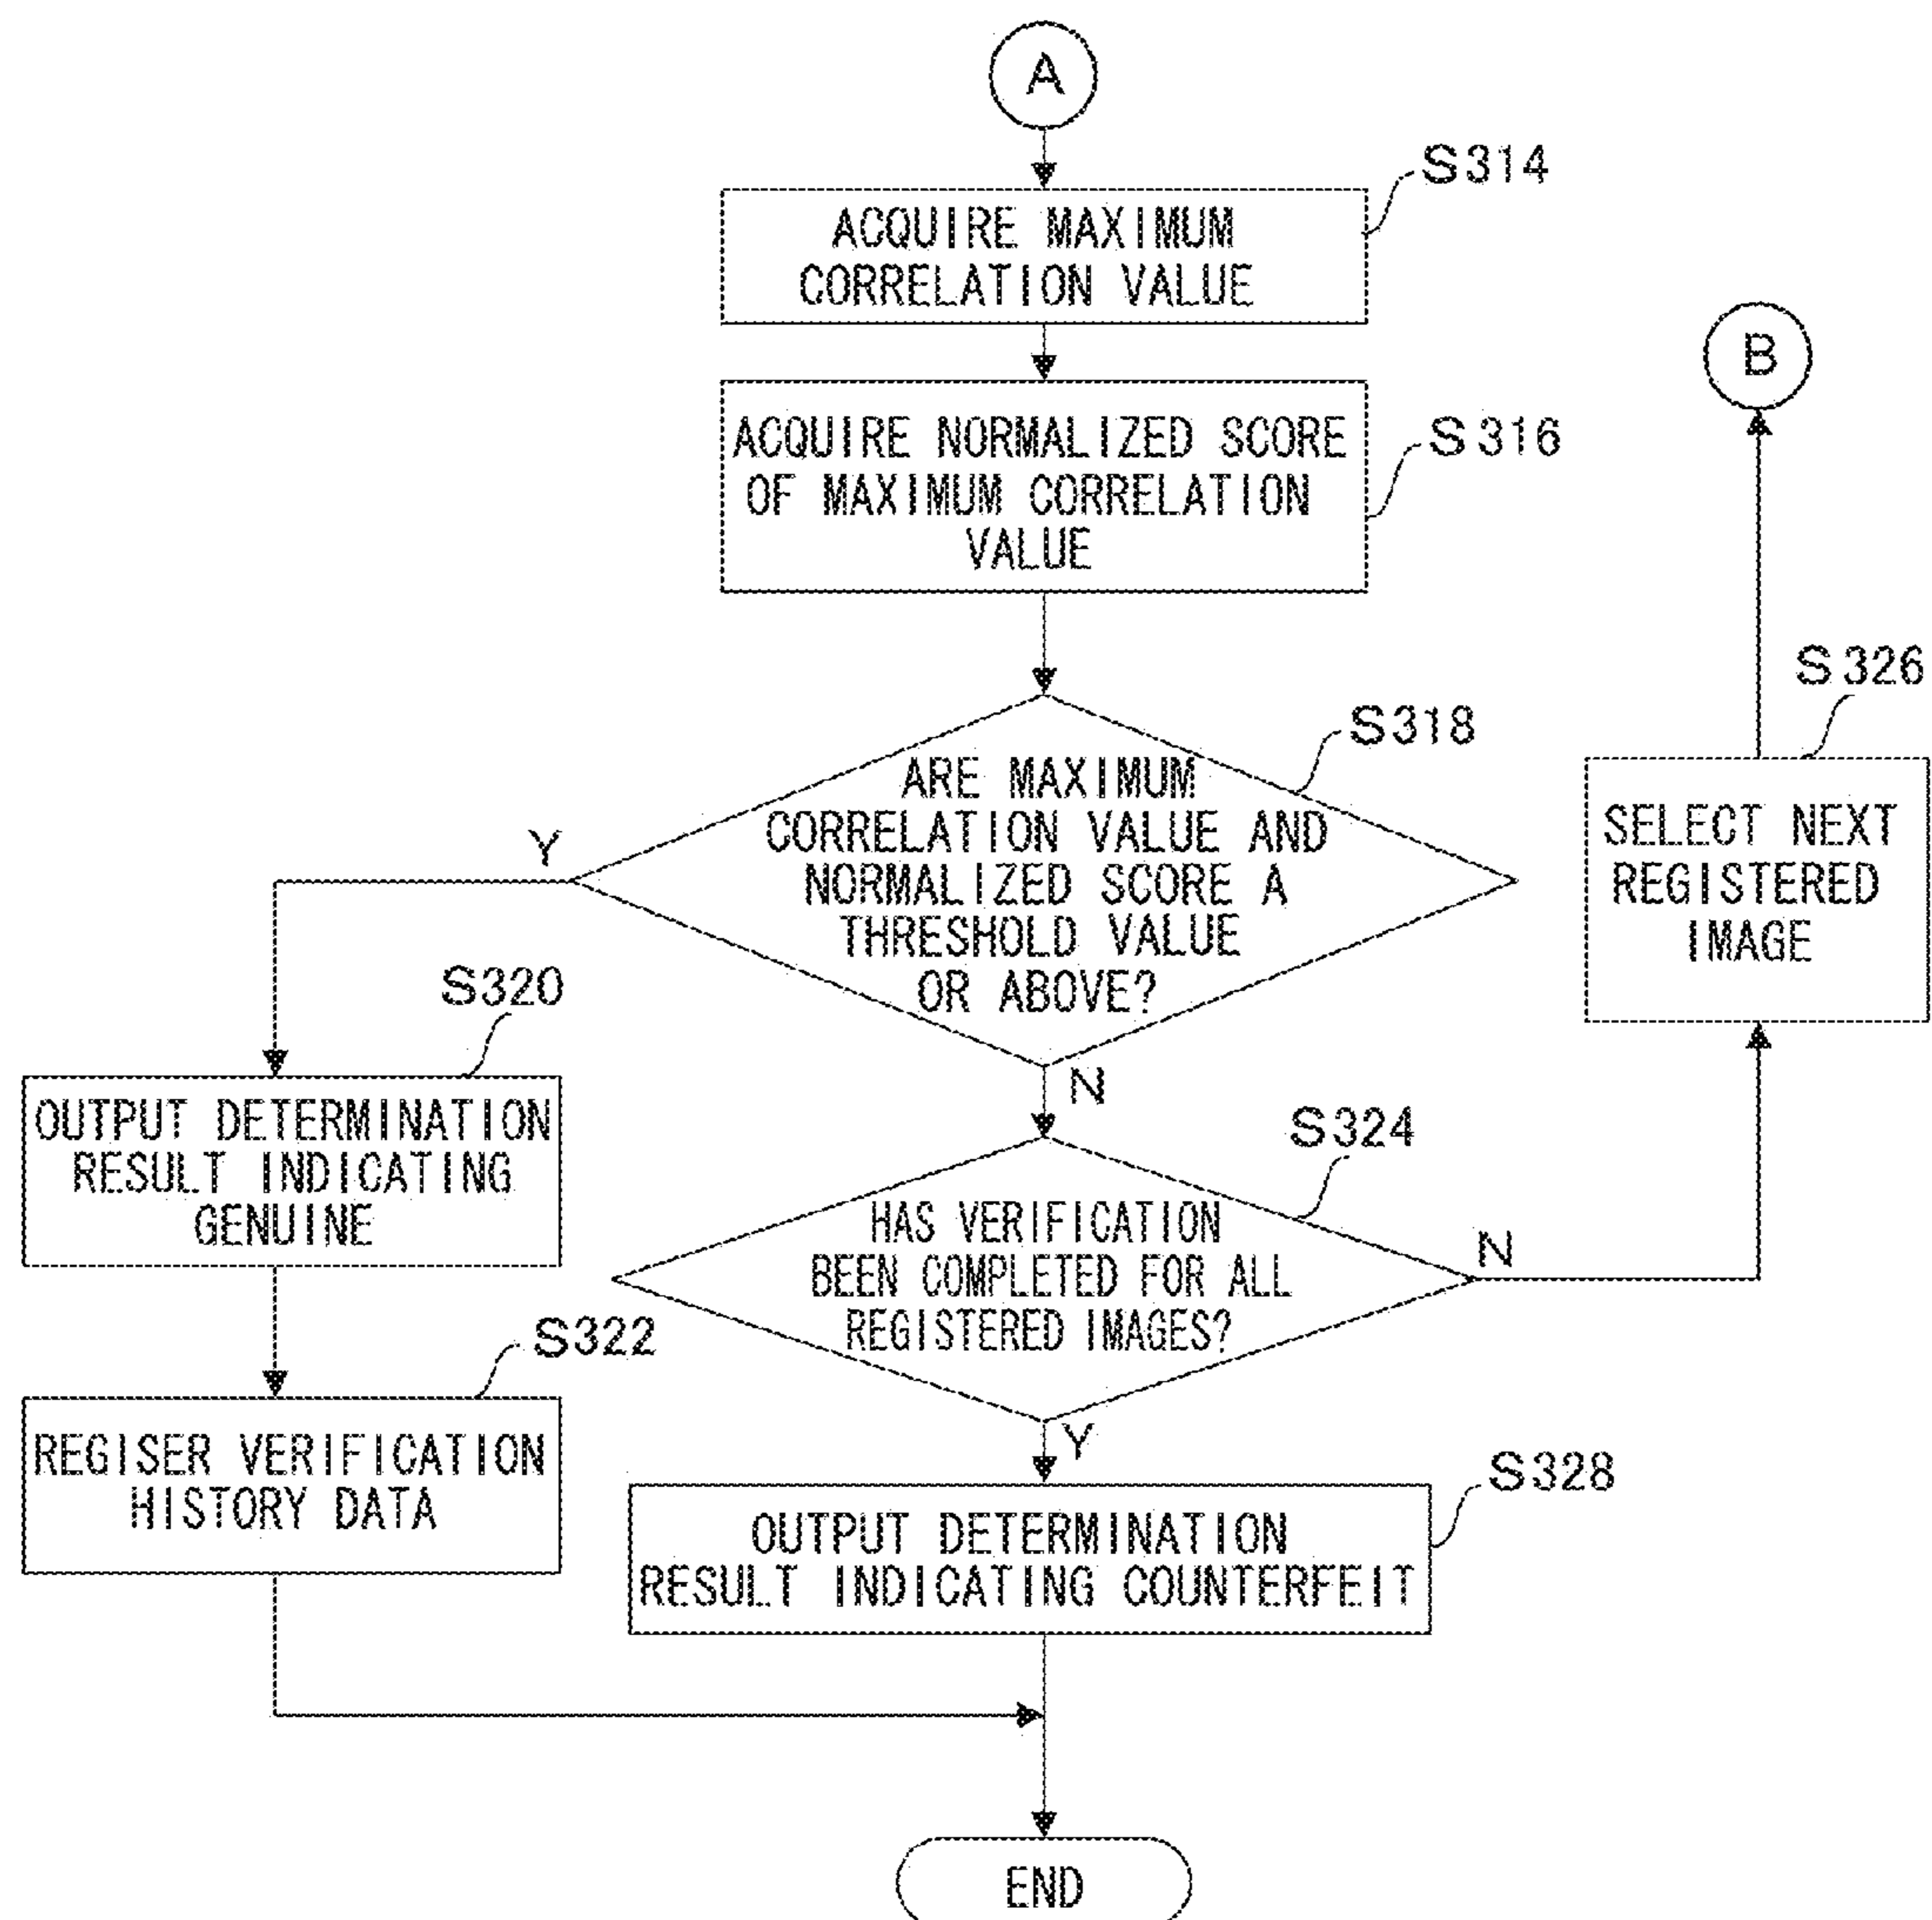 A
S314
ACQUIRE MAXIMUM
CORRELATION VALUE
B
S316
ACQUIRE NORMALIZED SCORE
OF MAXIMUM CORRELATION
VALUE
S326
SELECT NEXT
REGISTERED
IMAGE
S318
ARE MAXIMUM
CORRELATION VALUE AND
NORMALIZED SCORE A
THRESHOLD VALUE
OR ABOVE?
Y
N
S320
OUTPUT DETERMINATION
RESULT INDICATING
GENUINE
S324
HAS VERIFICATION
BEEN COMPLETED FOR ALL
REGISTERED IMAGES?
N
Y
S322
REGISER VERIFICATION
HISTORY DATA
S328
OUTPUT DETERMINATION
RESULT INDICATING COUNTERFEIT
END